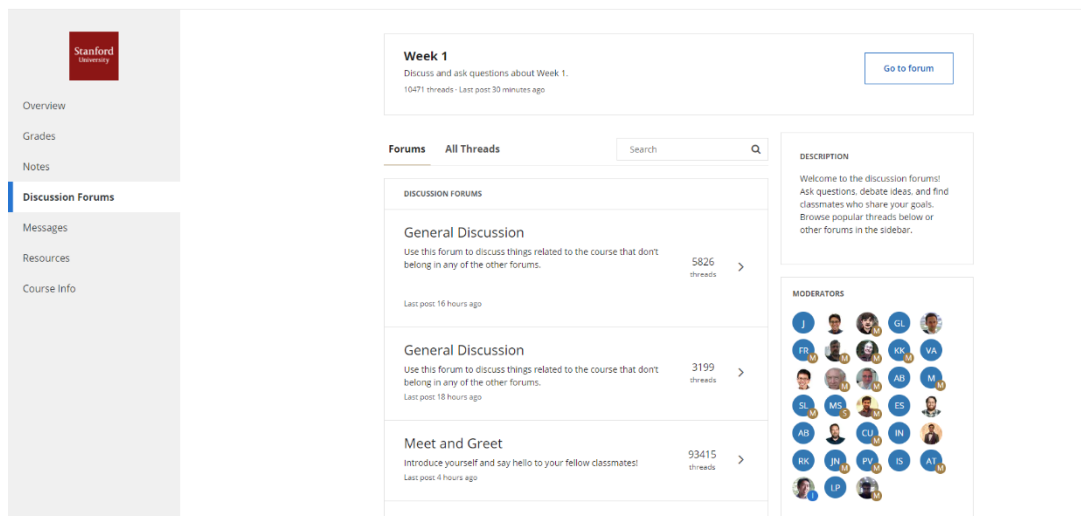 Stanford
University
Overview
Grades
Notes
Discussion Forums
Messages
Resources
Course Info
Week 1
Discuss and ask questions about Week 1.
10471 threads · Last post 30 minutes ago
Go to forum
Forums
All Threads
Search
DISCUSSION FORUMS
General Discussion
Use this forum to discuss things related to the course that don't
belong in any of the other forums.
5826
threads
Last post 16 hours ago
General Discussion
Use this forum to discuss things related to the course that don't
belong in any of the other forums.
3199
threads
Last post 18 hours ago
Meet and Greet
Introduce yourself and say hello to your fellow classmates!
93415
threads
Last post 4 hours ago
DESCRIPTION
Welcome to the discussion forums!
Ask questions, debate ideas, and find
classmates who share your goals.
Browse popular threads below or
other forums in the sidebar.
MODERATORS
J M GL
FR M M M KK M VA
M M AB M M
SL M MS S M ES
AB CU M IN
RK JN M PV M IS AT M
I LP M